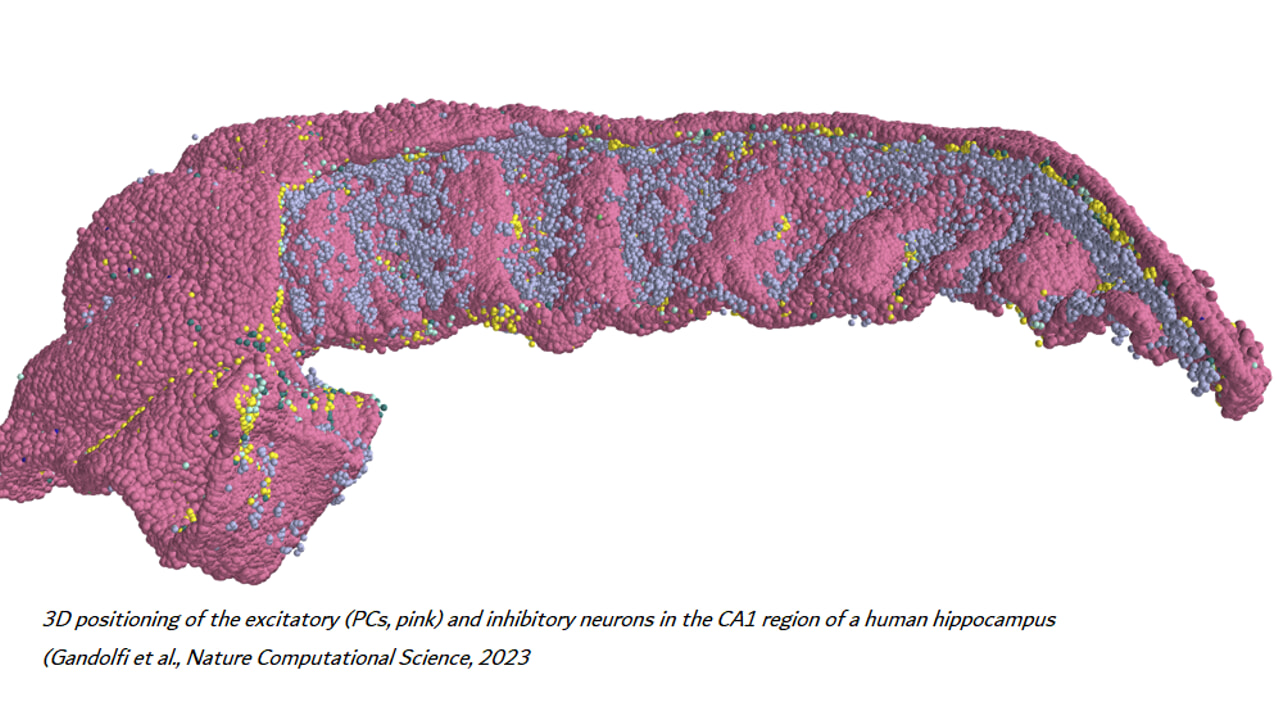 3D positioning of the excitatory (PCs, pink) and inhibitory neurons in the CA1 region of a human hippocampus
(Gandolfi et al., Nature Computational Science, 2023